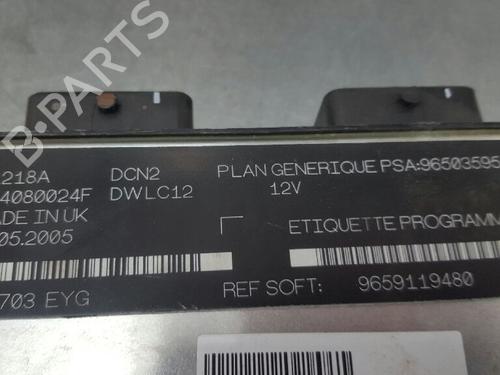 B-PARTS
218A DCN2 PLAN GENERIQUE PSA:96503595
4080024F DWLC12 12V
ADE IN UK ETIQUETTE PROGRAMM
.05.2005
703 EYG REF SOFT: 9659119480